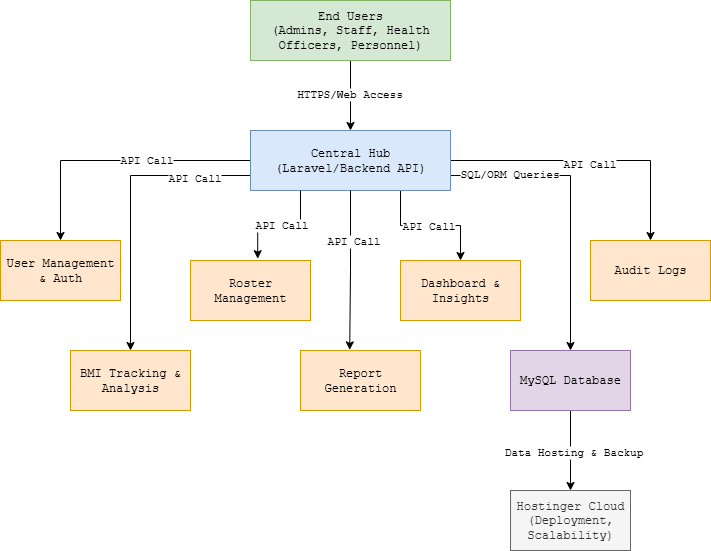 End Users
(Admins, Staff, Health
Officers, Personnel)
HTTPS/Web Access
Central Hub
(Laravel/Backend API)
API Call
API Call
API Call
API Call
API Call
SQL/ORM Queries
API Call
User Management
& Auth
Roster
Management
Dashboard &
Insights
Audit Logs
BMI Tracking &
Analysis
Report
Generation
MySQL Database
Data Hosting & Backup
Hostinger Cloud
(Deployment,
Scalability)